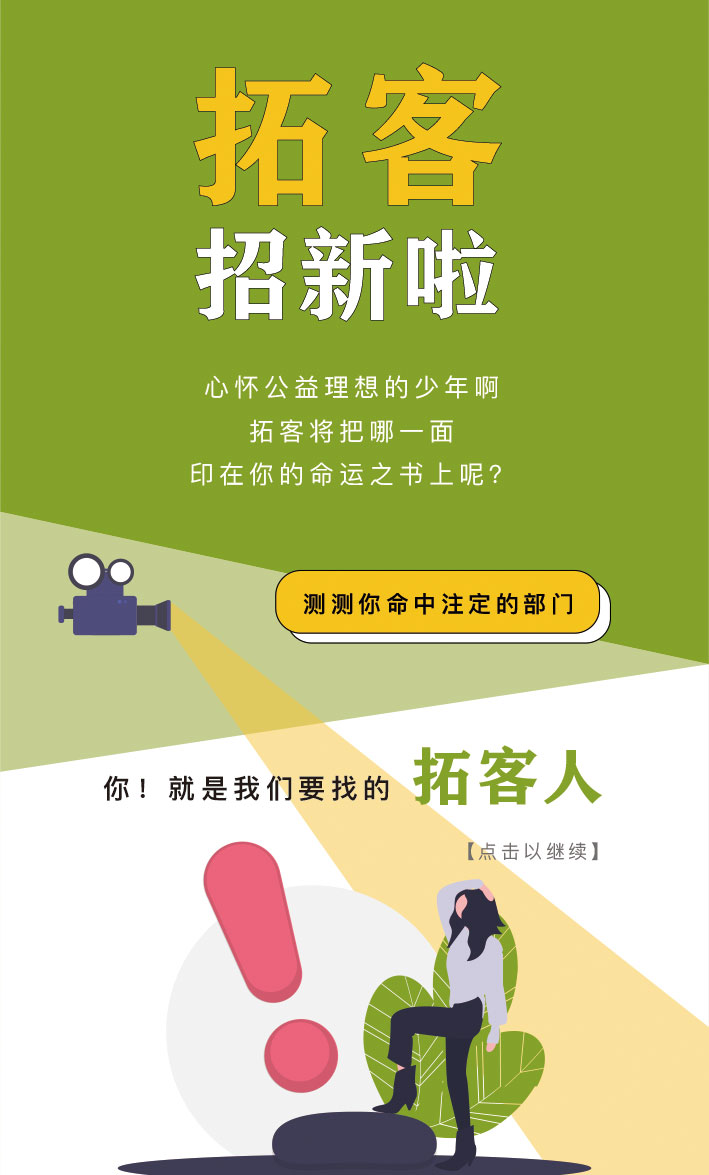 拓客
招新啦
心怀公益理想的少年啊
拓客将把哪一面
印在你的命运之书上呢?
测测你命中注定的部门
你！就是我们要找的 拓客人
【点击以继续】